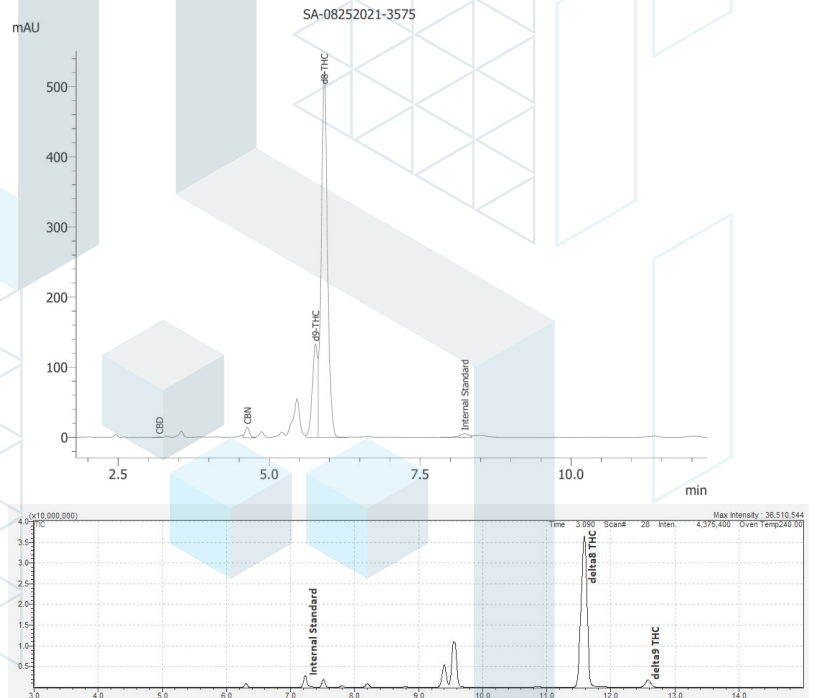 SA-08252021-3575
mAU
500
400
300
200
100
0
d8-THC
d9-THC
CBD
CBN
Internal Standard
2.5 5.0 7.5 10.0
min
(x10,000,000) Max Intensity : 36,510,544
TIC Time 3.090 Scan# 28 Inten. 4,375,400 Oven Temp240.00
4.0
3.5
3.0
2.5
2.0
1.5
1.0
0.5
Internal Standard
delta8 THC
delta9 THC
3.0 4.0 5.0 6.0 7.0 8.0 9.0 10.0 11.0 12.0 13.0 14.0